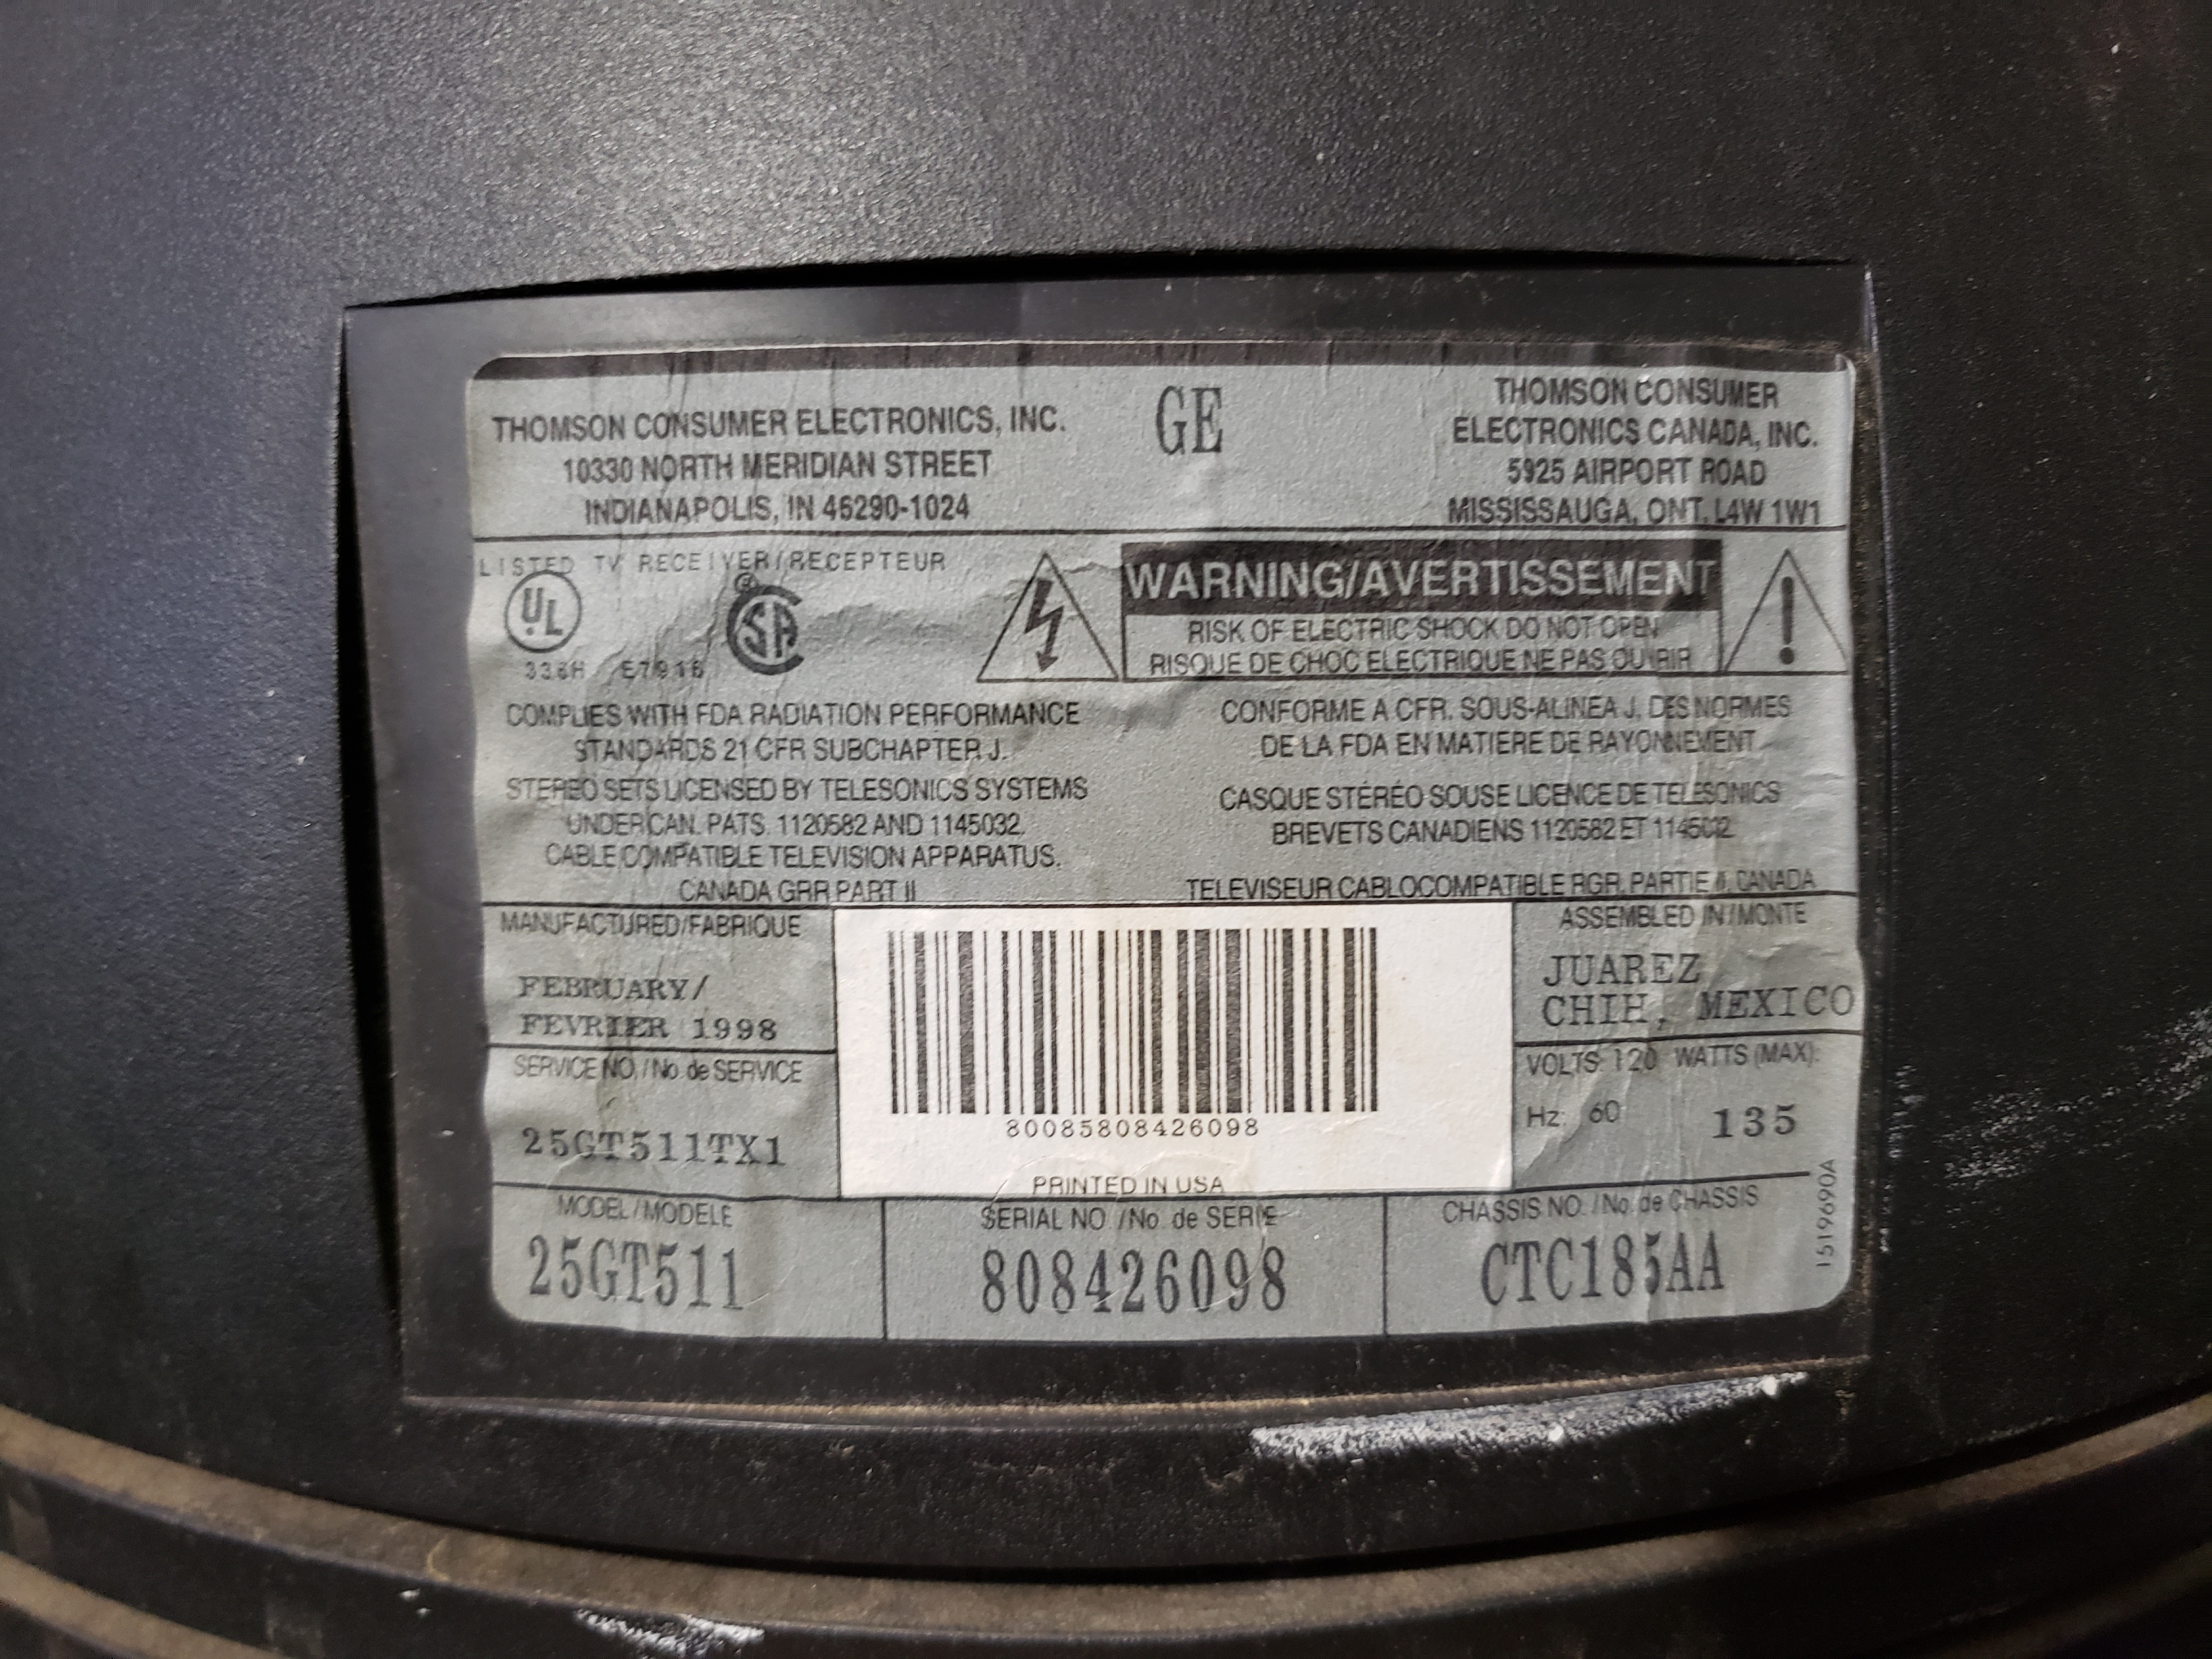 THOMSON CONSUMER ELECTRONICS, INC.
10330 NORTH MERIDIAN STREET
INDIANAPOLIS, IN 46290-1024
GE
THOMSON CONSUMER
ELECTRONICS CANADA, INC.
5925 AIRPORT ROAD
MISSISSAUGA, ONT. L4W 1W1
LISTED TV RECEIVER/RECEPTEUR
UL
SA
E7916
WARNING/AVERTISSEMENT
RISK OF ELECTRIC SHOCK DO NOT OPEN
RISQUE DE CHOC ELECTRIQUE NE PAS OUVRIR
COMPLIES WITH FDA RADIATION PERFORMANCE
STANDARDS 21 CFR SUBCHAPTER J.
STEREO SETS LICENSED BY TELESONICS SYSTEMS
UNDER CAN. PATS. 1120582 AND 1145032.
CABLE COMPATIBLE TELEVISION APPARATUS.
CANADA GRR PART II
CONFORME A CFR. SOUS-ALINEA J, DES NORMES
DE LA FDA EN MATIERE DE RAYONNEMENT
CASQUE STÉRÉO SOUSE LICENCE DE TELESONICS
BREVETS CANADIENS 1120582 ET 1145032
TELEVISEUR CABLOCOMPATIBLE RGR, PARTIE II, CANADA
MANUFACTURED/FABRIQUE
FEBRUARY/
FEVRIER 1998
SERVICE NO./No. de SERVICE
25GT511TX1
80085808426098
PRINTED IN USA
ASSEMBLED IN/MONTE
JUAREZ
CHIH, MEXICO
VOLTS 120 WATTS (MAX):
Hz: 60 135
MODEL/MODELE
25GT511
SERIAL NO./No. de SERIE
808426098
CHASSIS NO./No. de CHASSIS
CTC185AA
1519690A